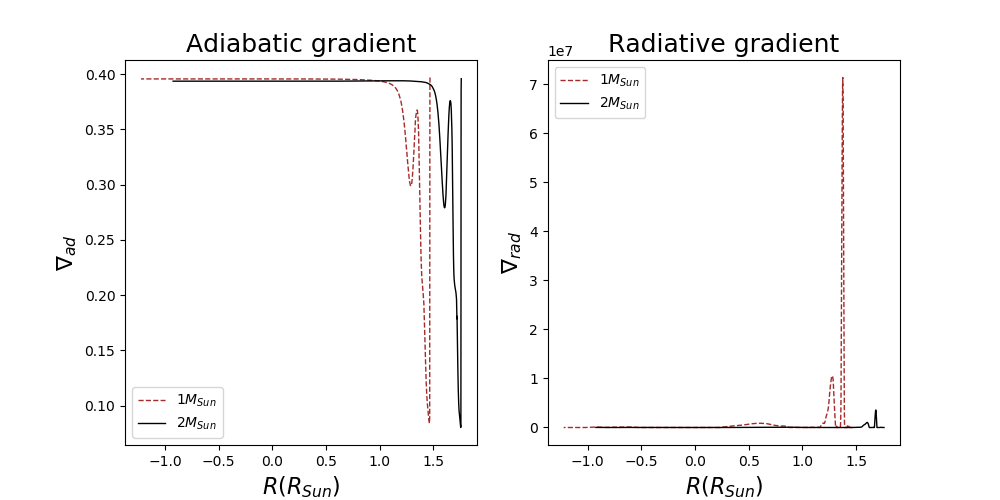 Adiabatic gradient
0.40
0.35
0.30
0.25
0.20
0.15
0.10
∇ad
1MSun
2MSun
−1.0 −0.5 0.0 0.5 1.0 1.5
R(RSun)
Radiative gradient
1e7
7
6
5
4
3
2
1
0
∇rad
1MSun
2MSun
−1.0 −0.5 0.0 0.5 1.0 1.5
R(RSun)